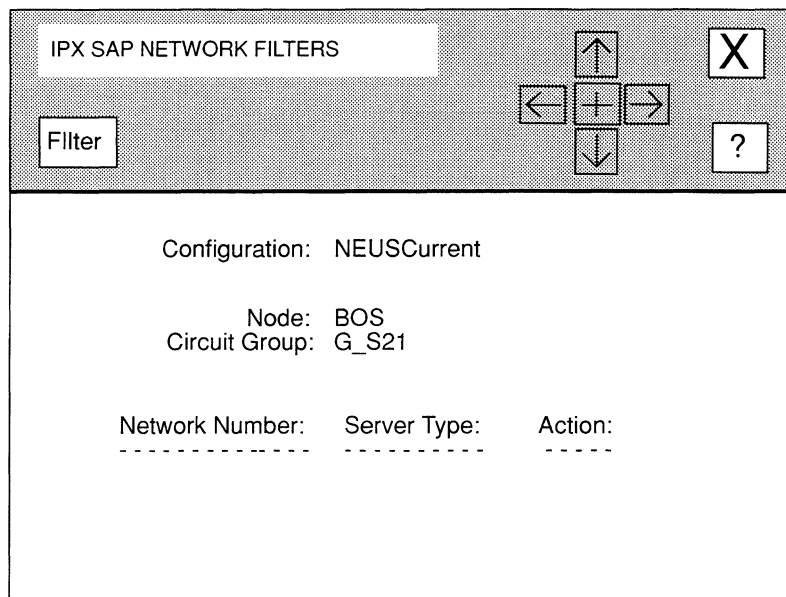 IPX SAP NETWORK FILTERS
X
FIlter
?
Configuration: NEUSCurrent
Node: BOS
Circuit Group: G_S21
Network Number: Server Type: Action: